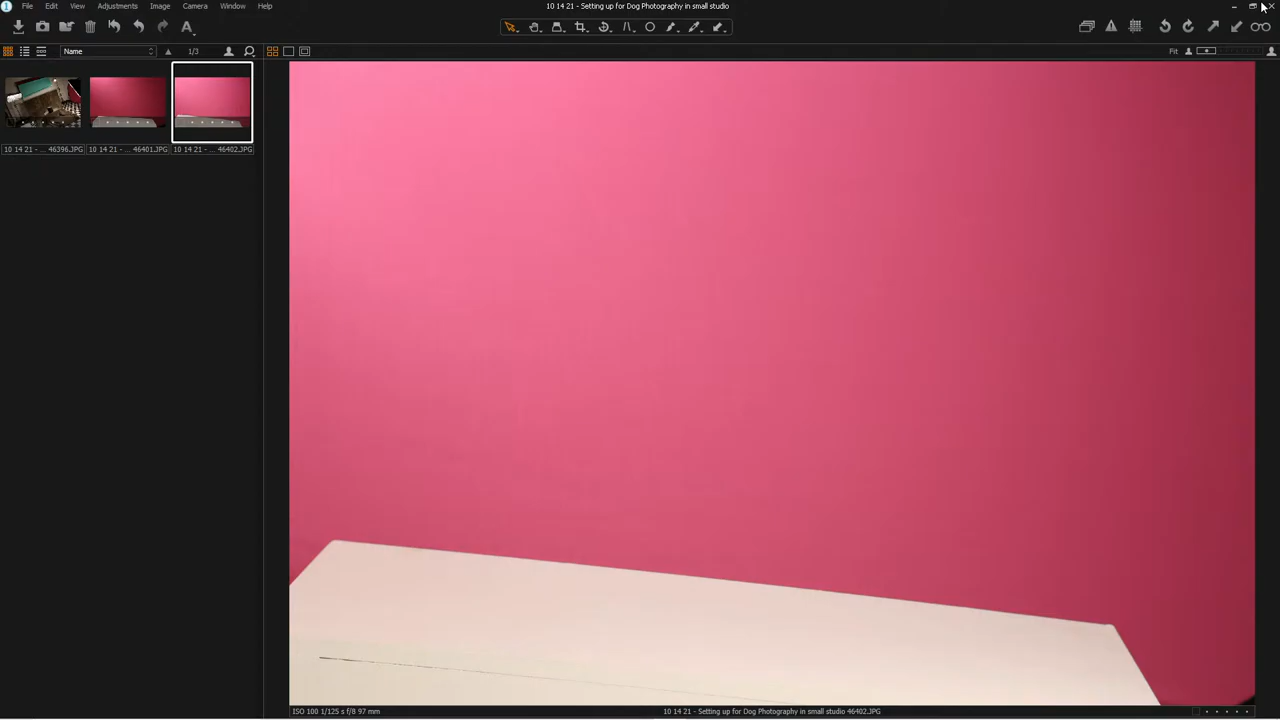 File Edit View Adjustments Image Camera Window Help
10 14 21 - Setting up for Dog Photography in small studio
A
Name
1/3
Fit
10 14 21 - ... 46396.JPG
10 14 21 - ... 46401.JPG
10 14 21 - ... 46402.JPG
ISO 100 1/125 s f/8 97 mm
10 14 21 - Setting up for Dog Photography in small studio 46402.JPG